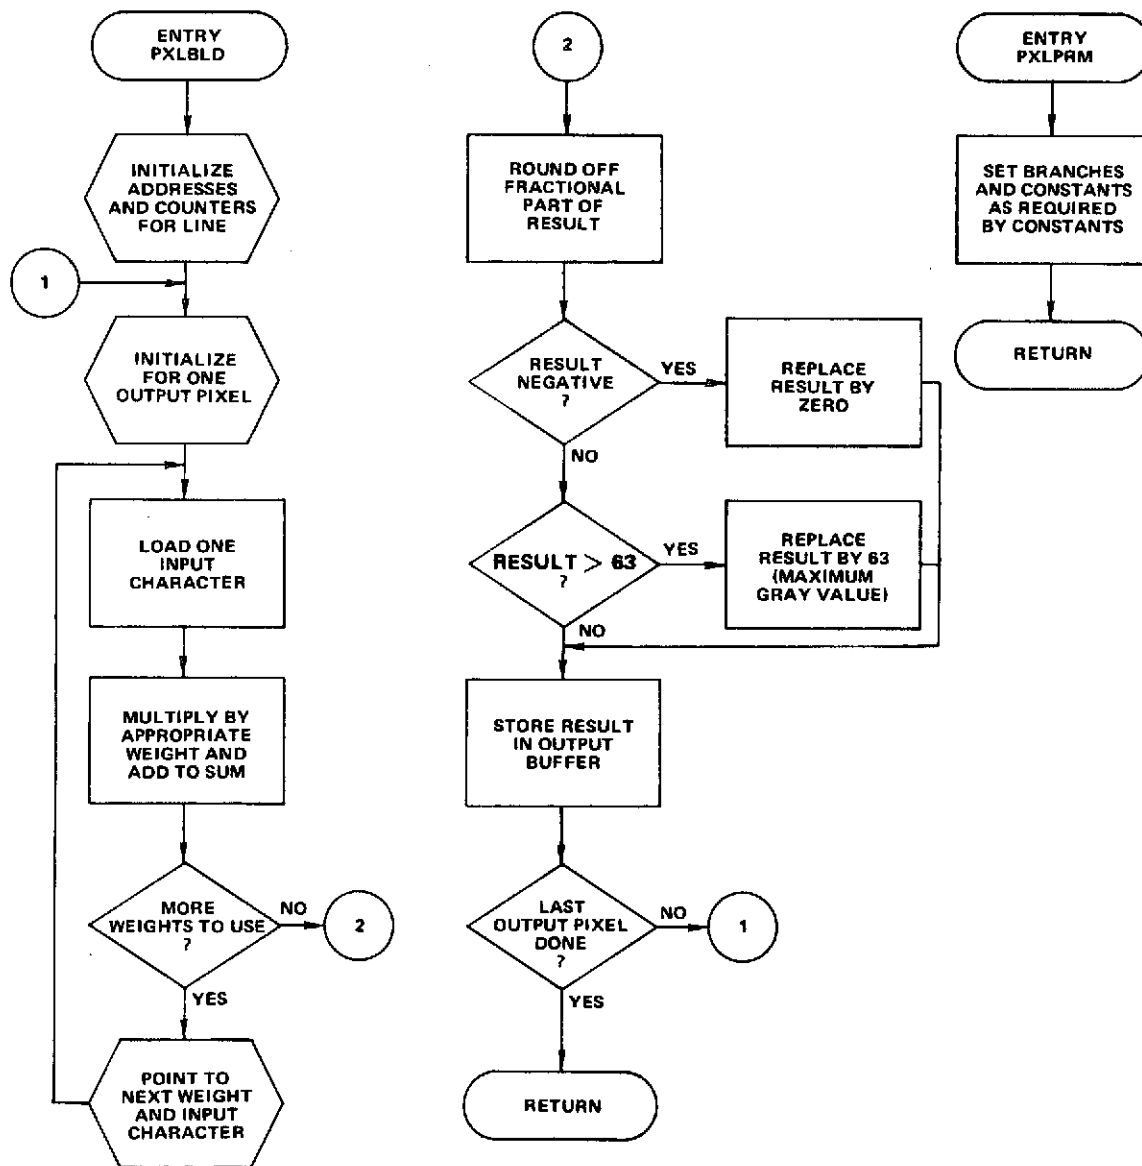 ENTRY
PXLBLD
INITIALIZE
ADDRESSES
AND COUNTERS
FOR LINE
1
INITIALIZE
FOR ONE
OUTPUT PIXEL
LOAD ONE
INPUT
CHARACTER
MULTIPLY BY
APPROPRIATE
WEIGHT AND
ADD TO SUM
MORE
WEIGHTS TO USE
?
NO
2
YES
POINT TO
NEXT WEIGHT
AND INPUT
CHARACTER
2
ROUND OFF
FRACTIONAL
PART OF
RESULT
RESULT
NEGATIVE
?
YES
REPLACE
RESULT BY
ZERO
NO
RESULT > 63
?
YES
REPLACE
RESULT BY 63
(MAXIMUM
GRAY VALUE)
NO
STORE RESULT
IN OUTPUT
BUFFER
LAST
OUTPUT PIXEL
DONE
?
NO
1
YES
RETURN
ENTRY
PXLPRM
SET BRANCHES
AND CONSTANTS
AS REQUIRED
BY CONSTANTS
RETURN